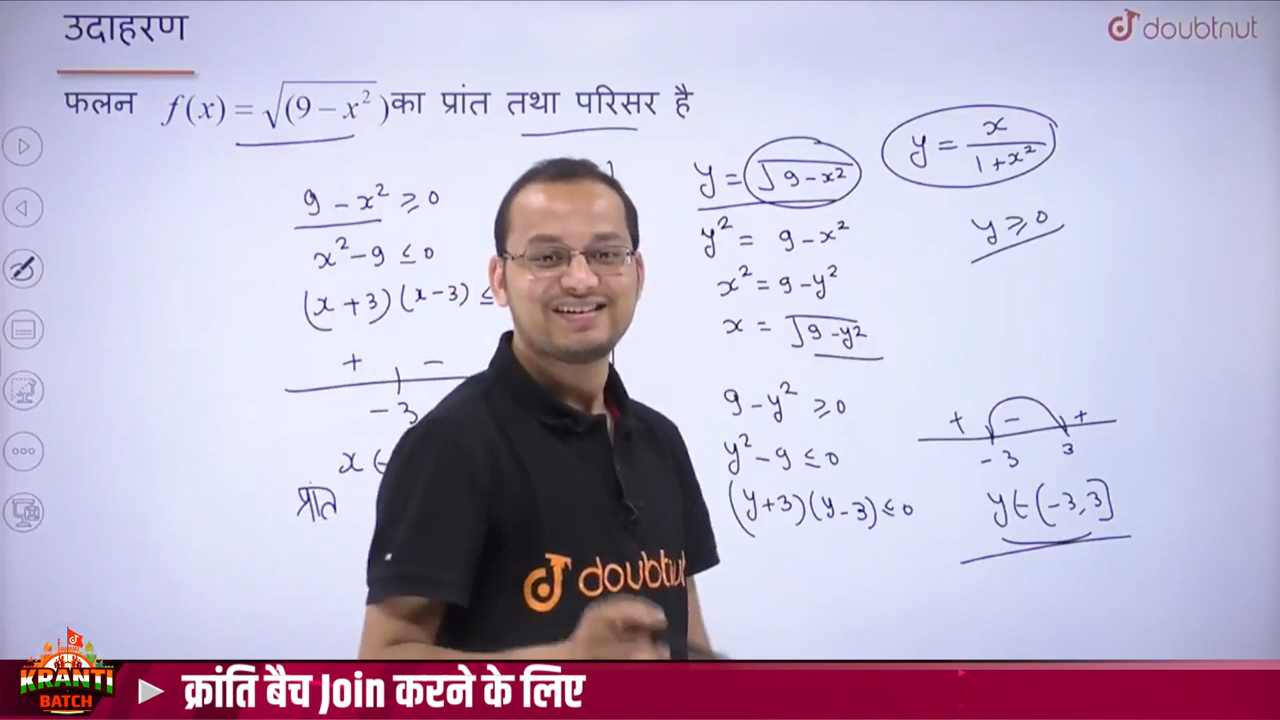 उदाहरण
doubtnut
फलन f(x) = √(9 − x²) का प्रांत तथा परिसर है
9 − x² ≥ 0
x² − 9 ≤ 0
(x + 3)(x − 3) ≤
+ −
−3
x ∈
प्रांत
y = √9 − x²
y² = 9 − x²
x² = 9 − y²
x = √9 − y²
9 − y² ≥ 0
y² − 9 ≤ 0
(y + 3)(y − 3) ≤ 0
y = x / 1 + x²
y ≥ 0
+ − +
−3 3
y ∈ (−3, 3]
doubtnut
KRANTI
BATCH
क्रांति बैच Join करने के लिए